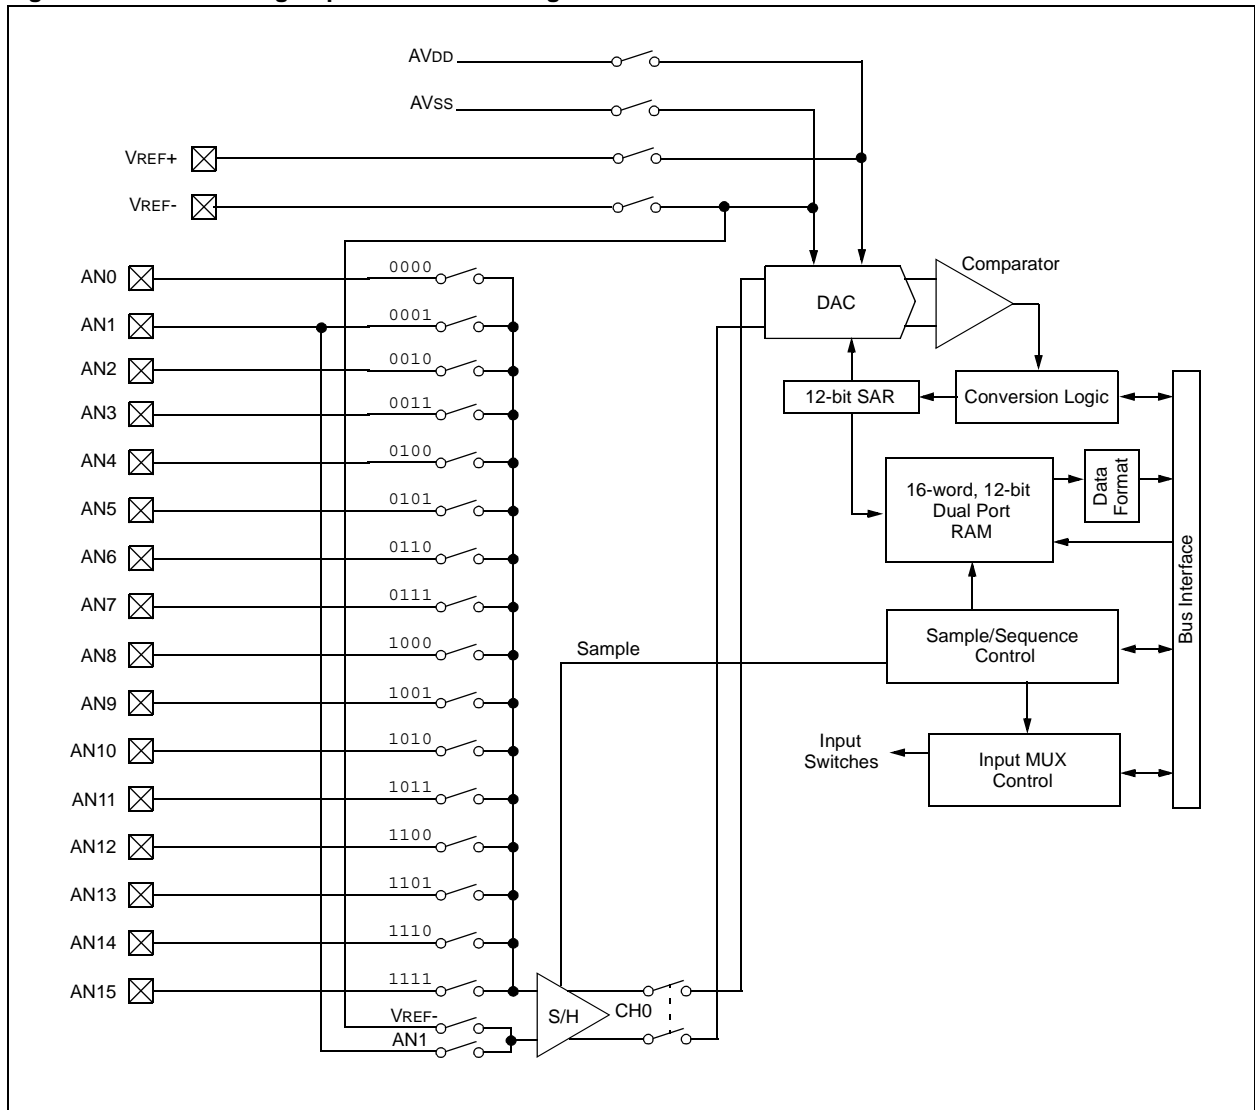 AVDD
AVSS
VREF+
VREF-
AN0 0000
AN1 0001
AN2 0010
AN3 0011
AN4 0100
AN5 0101
AN6 0110
AN7 0111
AN8 1000
AN9 1001
AN10 1010
AN11 1011
AN12 1100
AN13 1101
AN14 1110
AN15 1111
VREF-
AN1
S/H
CH0
Sample
DAC
Comparator
12-bit SAR
Conversion Logic
16-word, 12-bit
Dual Port
RAM
Data
Format
Bus Interface
Sample/Sequence
Control
Input
Switches
Input MUX
Control